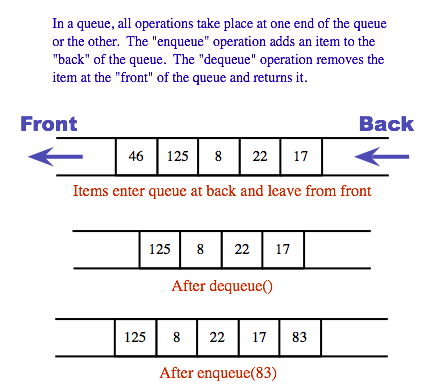 In a queue, all operations take place at one end of the queue
or the other. The "enqueue" operation adds an item to the
"back" of the queue. The "dequeue" operation removes the
item at the "front" of the queue and returns it.
Front Back
46 125 8 22 17
Items enter queue at back and leave from front
125 8 22 17
After dequeue()
125 8 22 17 83
After enqueue(83)